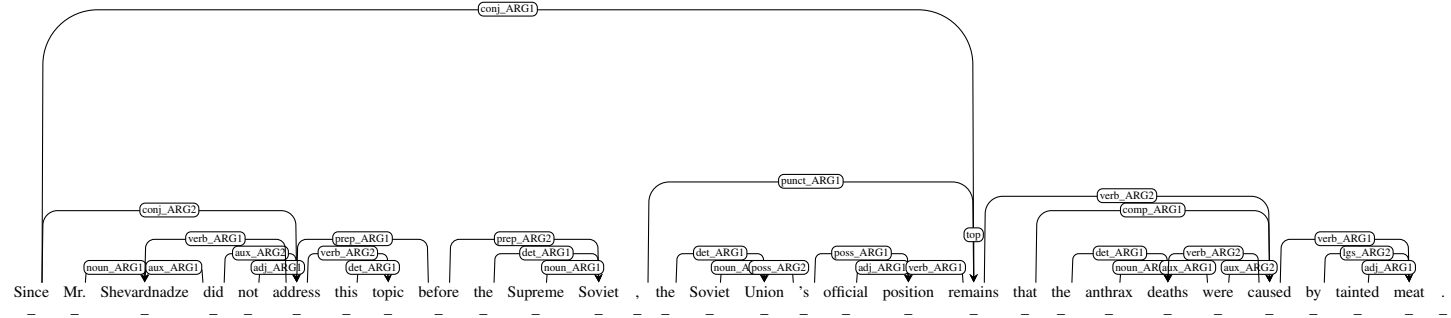 conj_ARG1
punct_ARG1
verb_ARG2
conj_ARG2 comp_ARG1
top
verb_ARG1 prep_ARG1 prep_ARG2 verb_ARG1
aux_ARG2 verb_ARG2 det_ARG1 det_ARG1 poss_ARG1 det_ARG1 verb_ARG2 lgs_ARG2
noun_ARG1 aux_ARG1 adj_ARG1 det_ARG1 noun_ARG1 poss_ARG2 adj_ARG1 verb_ARG1 aux_ARG1 aux_ARG2 adj_ARG1
Since Mr. Shevardnadze did not address this topic before the Supreme Soviet , the Soviet Union 's official position remains that the anthrax deaths were caused by tainted meat .
_ _ _ _ _ _ _ _ _ _ _ _ _ _ _ _ _ _ _ _ _ _ _ _ _ _ _ _ _ _